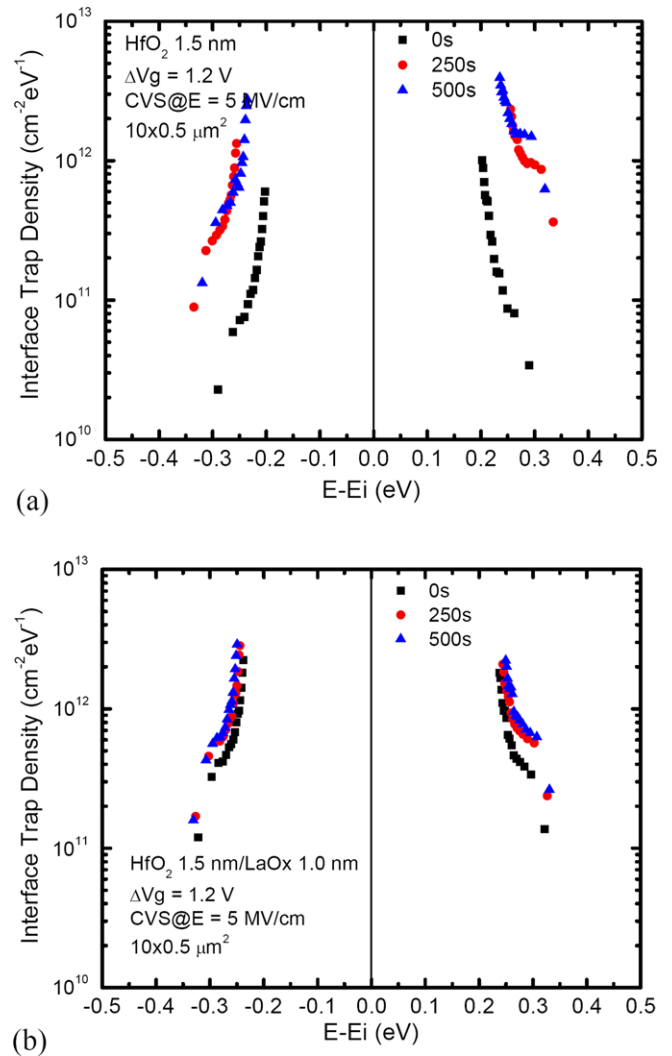 10^13
HfO₂ 1.5 nm
ΔVg = 1.2 V
CVS@E = 5 MV/cm
10x0.5 μm²
0s
250s
500s
10^12
10^11
10^10
Interface Trap Density (cm⁻²eV⁻¹)
-0.5 -0.4 -0.3 -0.2 -0.1 0.0 0.1 0.2 0.3 0.4 0.5
E-Ei (eV)
(a)
10^13
0s
250s
500s
10^12
10^11
10^10
Interface Trap Density (cm⁻²eV⁻¹)
HfO₂ 1.5 nm/LaOx 1.0 nm
ΔVg = 1.2 V
CVS@E = 5 MV/cm
10x0.5 μm²
-0.5 -0.4 -0.3 -0.2 -0.1 0.0 0.1 0.2 0.3 0.4 0.5
E-Ei (eV)
(b)